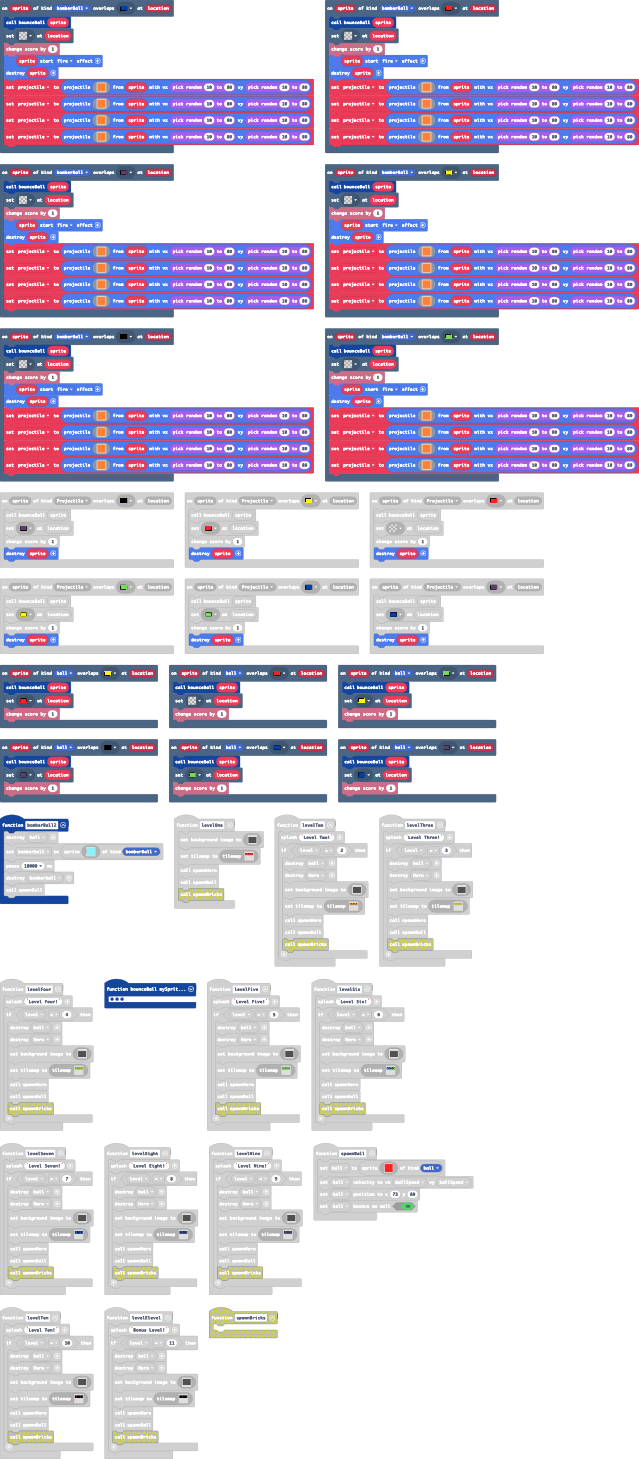 on sprite of kind bomberBall overlaps at location
call bounceBall sprite
set at location
change score by 1
sprite start fire effect
destroy sprite
set projectile to projectile from sprite with vx pick random 10 to 80 vy pick random 10 to 80
set projectile to projectile from sprite with vx pick random 10 to 80 vy pick random 10 to 80
set projectile to projectile from sprite with vx pick random 10 to 80 vy pick random 10 to 80
set projectile to projectile from sprite with vx pick random 10 to 80 vy pick random 10 to 80
on sprite of kind bomberBall overlaps at location
call bounceBall sprite
set at location
change score by 1
sprite start fire effect
destroy sprite
set projectile to projectile from sprite with vx pick random 10 to 80 vy pick random 10 to 80
set projectile to projectile from sprite with vx pick random 10 to 80 vy pick random 10 to 80
set projectile to projectile from sprite with vx pick random 10 to 80 vy pick random 10 to 80
set projectile to projectile from sprite with vx pick random 10 to 80 vy pick random 10 to 80
on sprite of kind bomberBall overlaps at location
call bounceBall sprite
set at location
change score by 1
sprite start fire effect
destroy sprite
set projectile to projectile from sprite with vx pick random 10 to 80 vy pick random 10 to 80
set projectile to projectile from sprite with vx pick random 10 to 80 vy pick random 10 to 80
set projectile to projectile from sprite with vx pick random 10 to 80 vy pick random 10 to 80
set projectile to projectile from sprite with vx pick random 10 to 80 vy pick random 10 to 80
on sprite of kind bomberBall overlaps at location
call bounceBall sprite
set at location
change score by 1
sprite start fire effect
destroy sprite
set projectile to projectile from sprite with vx pick random 10 to 80 vy pick random 10 to 80
set projectile to projectile from sprite with vx pick random 10 to 80 vy pick random 10 to 80
set projectile to projectile from sprite with vx pick random 10 to 80 vy pick random 10 to 80
set projectile to projectile from sprite with vx pick random 10 to 80 vy pick random 10 to 80
on sprite of kind bomberBall overlaps at location
call bounceBall sprite
set at location
change score by 1
sprite start fire effect
destroy sprite
set projectile to projectile from sprite with vx pick random 10 to 80 vy pick random 10 to 80
set projectile to projectile from sprite with vx pick random 10 to 80 vy pick random 10 to 80
set projectile to projectile from sprite with vx pick random 10 to 80 vy pick random 10 to 80
set projectile to projectile from sprite with vx pick random 10 to 80 vy pick random 10 to 80
on sprite of kind bomberBall overlaps at location
call bounceBall sprite
set at location
change score by 1
sprite start fire effect
destroy sprite
set projectile to projectile from sprite with vx pick random 10 to 80 vy pick random 10 to 80
set projectile to projectile from sprite with vx pick random 10 to 80 vy pick random 10 to 80
set projectile to projectile from sprite with vx pick random 10 to 80 vy pick random 10 to 80
set projectile to projectile from sprite with vx pick random 10 to 80 vy pick random 10 to 80
on sprite of kind Projectile overlaps at location
call bounceBall sprite
set at location
change score by 1
destroy sprite
on sprite of kind Projectile overlaps at location
call bounceBall sprite
set at location
change score by 1
destroy sprite
on sprite of kind Projectile overlaps at location
call bounceBall sprite
set at location
change score by 1
destroy sprite
on sprite of kind Projectile overlaps at location
call bounceBall sprite
set at location
change score by 1
destroy sprite
on sprite of kind Projectile overlaps at location
call bounceBall sprite
set at location
change score by 1
destroy sprite
on sprite of kind Projectile overlaps at location
call bounceBall sprite
set at location
change score by 1
destroy sprite
on sprite of kind ball overlaps at location
call bounceBall sprite
set at location
change score by 1
on sprite of kind ball overlaps at location
call bounceBall sprite
set at location
change score by 1
on sprite of kind ball overlaps at location
call bounceBall sprite
set at location
change score by 1
on sprite of kind ball overlaps at location
call bounceBall sprite
set at location
change score by 1
on sprite of kind ball overlaps at location
call bounceBall sprite
set at location
change score by 1
on sprite of kind ball overlaps at location
call bounceBall sprite
set at location
change score by 1
function bomberBall2
destroy ball
set bomberBall to sprite of kind bomberBall
pause 10000 ms
destroy bomberball
call spawnBall
function levelOne
set background image to
set tilemap to tilemap
call spawnHero
call spawnBall
call spawnBricks
function levelTwo
splash Level Two!
if level = 2 then
destroy ball
destroy Hero
set background image to
set tilemap to tilemap
call spawnHero
call spawnBall
call spawnBricks
function levelThree
splash Level Three!
if level = 3 then
destroy ball
destroy Hero
set background image to
set tilemap to tilemap
call spawnHero
call spawnBall
call spawnBricks
function levelFour
splash Level Four!
if level = 4 then
destroy ball
destroy Hero
set background image to
set tilemap to tilemap
call spawnHero
call spawnBall
call spawnBricks
function bounceBall mySprit...
function levelFive
splash Level Five!
if level = 5 then
destroy ball
destroy Hero
set background image to
set tilemap to tilemap
call spawnHero
call spawnBall
call spawnBricks
function levelSix
splash Level Six!
if level = 6 then
destroy ball
destroy Hero
set background image to
set tilemap to tilemap
call spawnHero
call spawnBall
call spawnBricks
function levelSeven
splash Level Seven!
if level = 7 then
destroy ball
destroy Hero
set background image to
set tilemap to tilemap
call spawnHero
call spawnBall
call spawnBricks
function levelEight
splash Level Eight!
if level = 8 then
destroy ball
destroy Hero
set background image to
set tilemap to tilemap
call spawnHero
call spawnBall
call spawnBricks
function levelNine
splash Level Nine!
if level = 9 then
destroy ball
destroy Hero
set background image to
set tilemap to tilemap
call spawnHero
call spawnBall
call spawnBricks
function spawnBall
set ball to sprite of kind ball
set ball velocity to vx ballSpeed vy ballSpeed
set ball position to x 73 y 80
set ball bounce on wall on
function levelTen
splash Level Ten!
if level = 10 then
destroy ball
destroy Hero
set background image to
set tilemap to tilemap
call spawnHero
call spawnBall
call spawnBricks
function levelElevel
splash Bonus Level!
if level = 11 then
destroy ball
destroy Hero
set background image to
set tilemap to tilemap
call spawnHero
call spawnBall
call spawnBricks
function spawnBricks